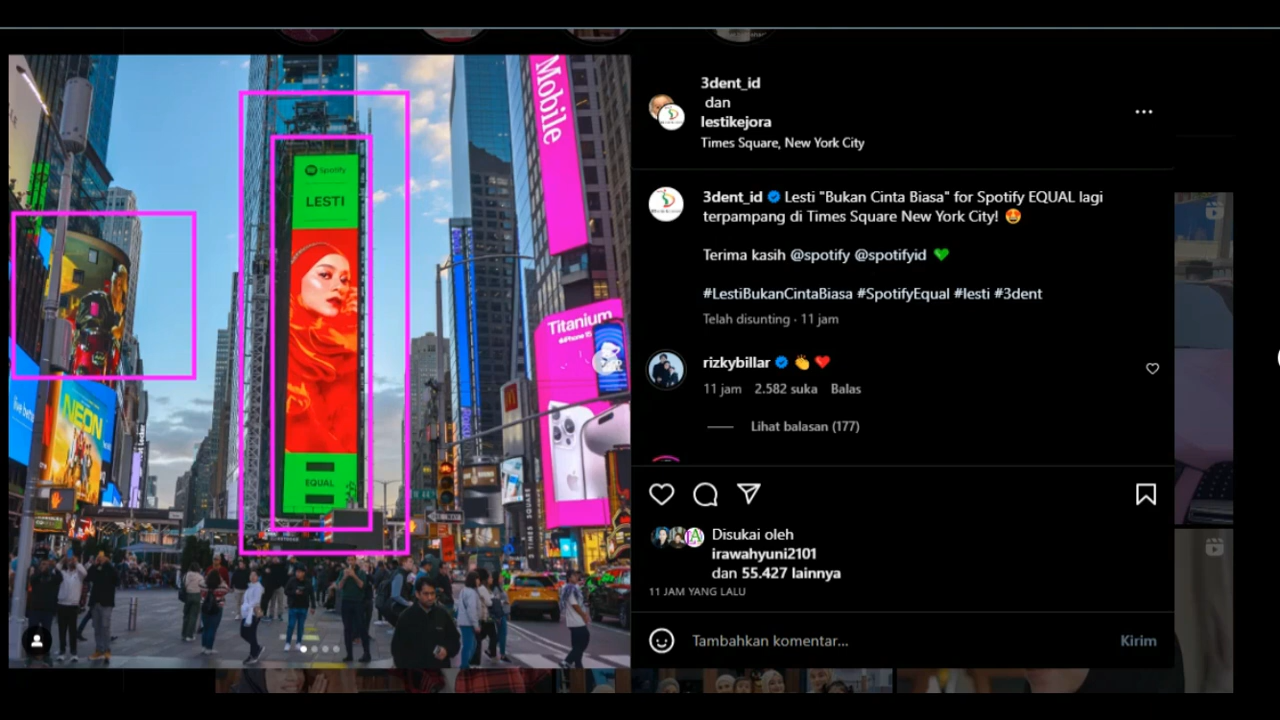 Mobile
Spotify
LESTI
EQUAL
Titanium
NEON
live bett
3dent_id
dan
lestikejora
Times Square, New York City
3dent_id Lesti "Bukan Cinta Biasa" for Spotify EQUAL lagi
terpampang di Times Square New York City! 🤩
Terima kasih @spotify @spotifyid 💚
#LestiBukanCintaBiasa #SpotifyEqual #lesti #3dent
Telah disunting · 11 jam
rizkybillar 👏 ❤️
11 jam 2.582 suka Balas
Lihat balasan (177)
Disukai oleh
irawahyuni2101
dan 55.427 lainnya
11 JAM YANG LALU
Tambahkan komentar...
Kirim